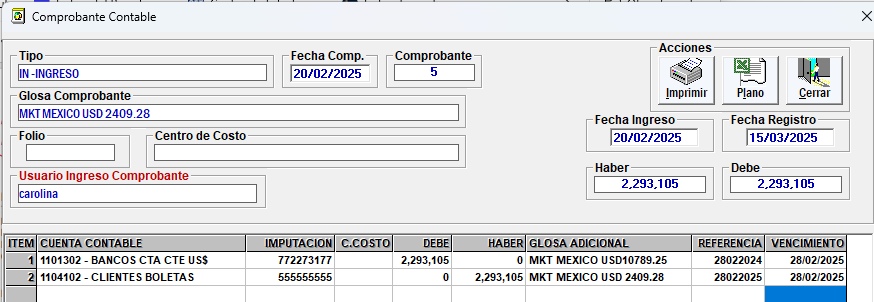 Comprobante Contable
Tipo
IN -INGRESO
Fecha Comp.
20/02/2025
Comprobante
5
Acciones
Imprimir
Plano
Cerrar
Glosa Comprobante
MKT MEXICO USD 2409.28
Folio
Centro de Costo
Fecha Ingreso
20/02/2025
Fecha Registro
15/03/2025
Usuario Ingreso Comprobante
carolina
Haber
2,293,105
Debe
2,293,105
ITEM CUENTA CONTABLE IMPUTACION C.COSTO DEBE HABER GLOSA ADICIONAL REFERENCIA VENCIMIENTO
1 1101302 - BANCOS CTA CTE US$ 772273177 2,293,105 0 MKT MEXICO USD10789.25 28022024 28/02/2025
2 1104102 - CLIENTES BOLETAS 555555555 0 2,293,105 MKT MEXICO USD 2409.28 28022025 28/02/2025